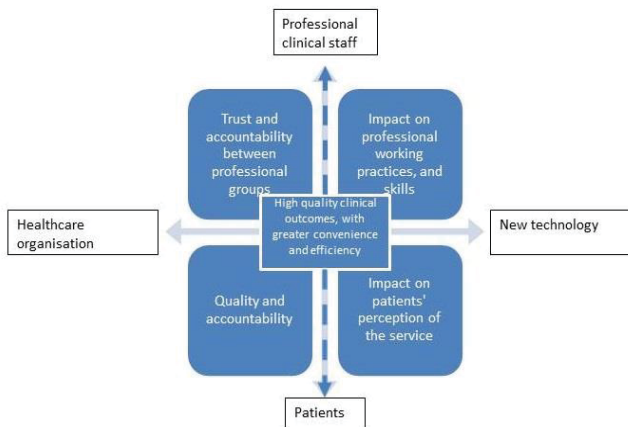 Professional
clinical staff
Trust and
accountability
between
professional
groups
Impact on
professional
working
practices, and
skills
High quality clinical
outcomes, with
greater convenience
and efficiency
Healthcare
organisation
New technology
Quality and
accountability
Impact on
patients'
perception of
the service
Patients